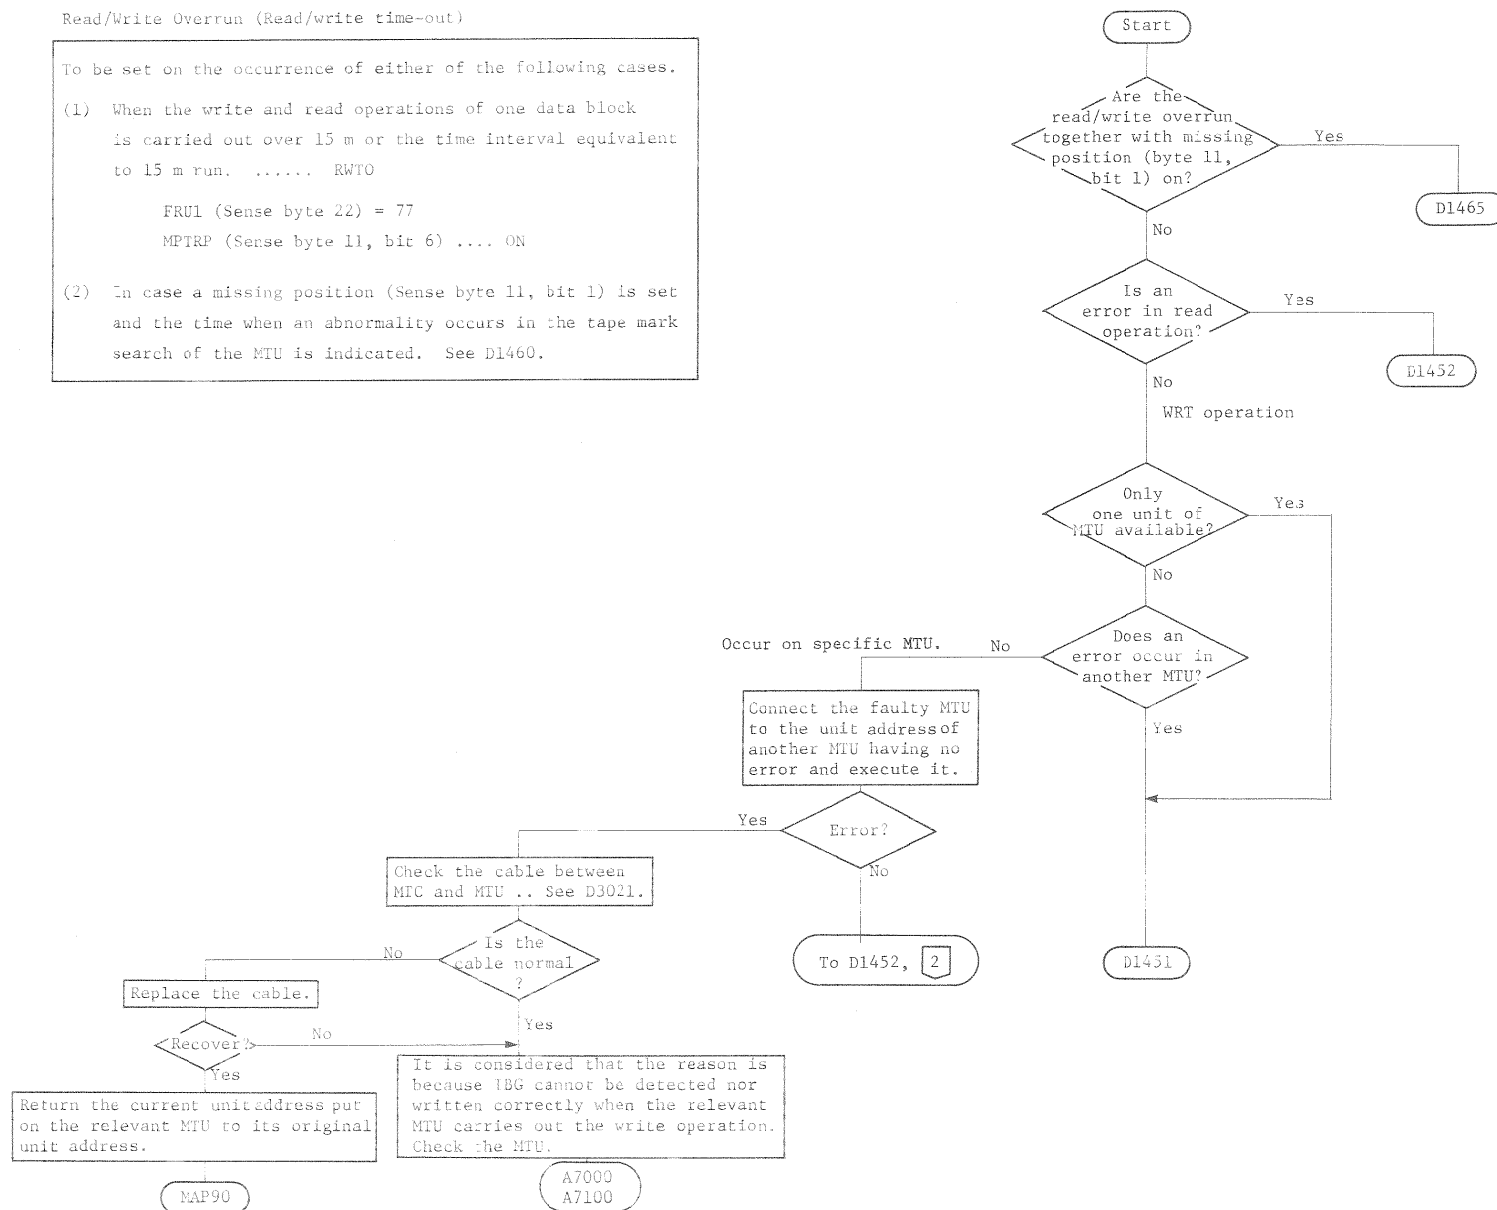 Read/Write Overrun (Read/write time-out)
To be set on the occurrence of either of the following cases.
(1) When the write and read operations of one data block
is carried out over 15 m or the time interval equivalent
to 15 m run. ...... RWTO
FRU1 (Sense byte 22) = 77
MPTRP (Sense byte 11, bit 6) .... ON
(2) In case a missing position (Sense byte 11, bit 1) is set
and the time when an abnormality occurs in the tape mark
search of the MTU is indicated. See D1460.
Start
Are the
read/write overrun
together with missing
position (byte 11,
bit 1) on?
Yes
D1465
No
Is an
error in read
operation?
Yes
D1452
No
WRT operation
Only
one unit of
MTU available?
Yes
No
Does an
error occur in
another MTU?
No
Occur on specific MTU.
Yes
Connect the faulty MTU
to the unit address of
another MTU having no
error and execute it.
Error?
Yes
No
Check the cable between
MTC and MTU .. See D3021.
To D1452, 2
D1451
Is the
cable normal
?
No
Yes
Replace the cable.
Recover?
No
Yes
It is considered that the reason is
because IBG cannot be detected nor
written correctly when the relevant
MTU carries out the write operation.
Check the MTU.
Return the current unit address put
on the relevant MTU to its original
unit address.
MAP90
A7000
A7100